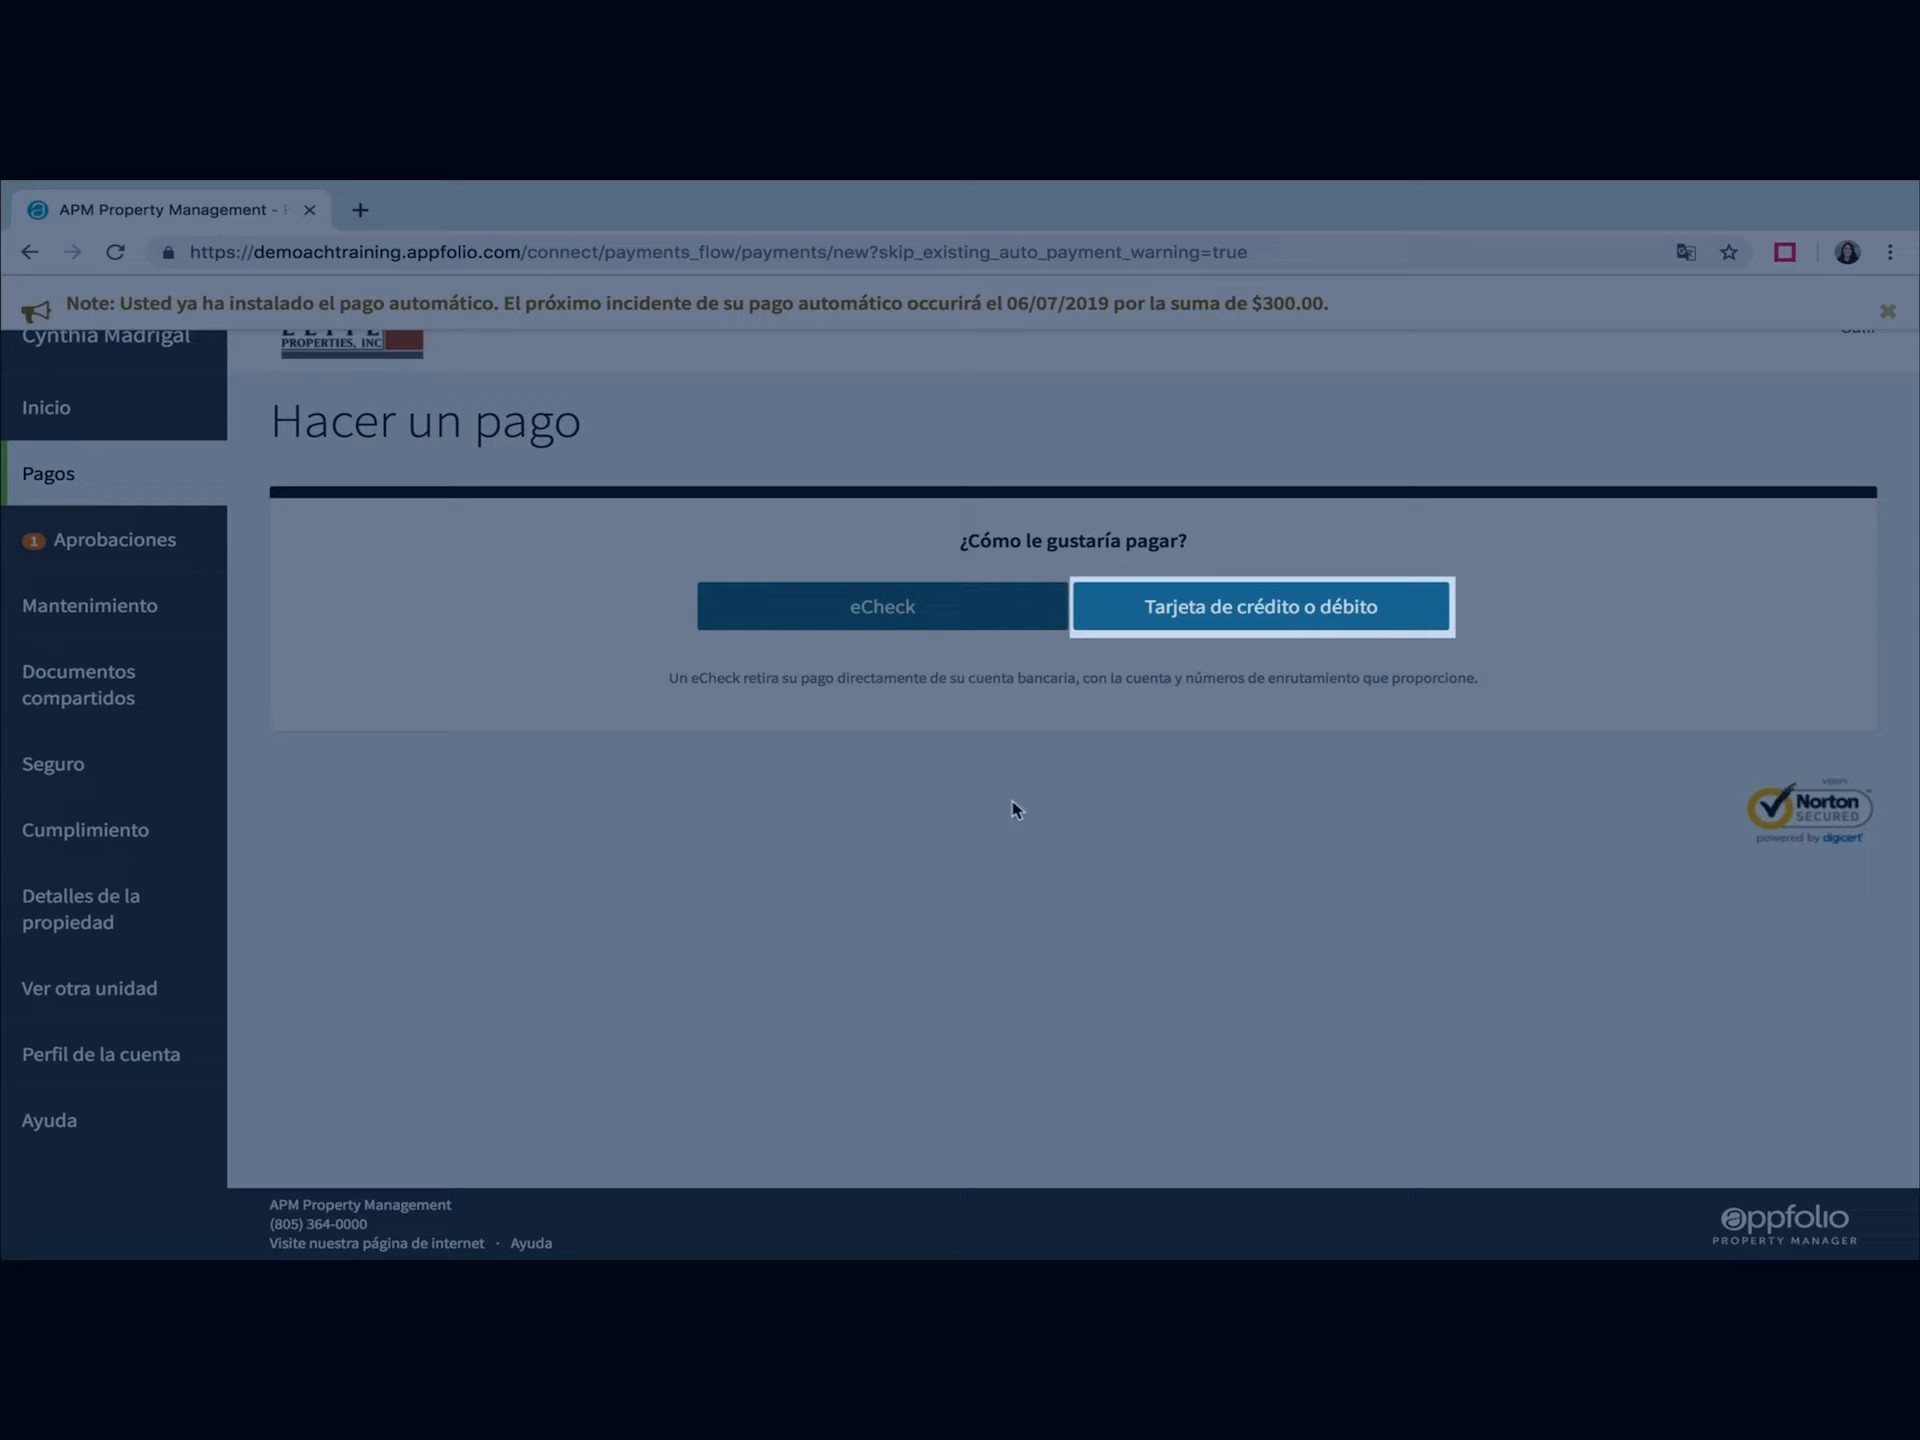 APM Property Management -
https://demoachtraining.appfolio.com/connect/payments_flow/payments/new?skip_existing_auto_payment_warning=true
Note: Usted ya ha instalado el pago automático. El próximo incidente de su pago automático occurirá el 06/07/2019 por la suma de $300.00.
Cynthia Madrigal
PROPERTIES, INC
Inicio
Pagos
1 Aprobaciones
Mantenimiento
Documentos
compartidos
Seguro
Cumplimiento
Detalles de la
propiedad
Ver otra unidad
Perfil de la cuenta
Ayuda
Hacer un pago
¿Cómo le gustaría pagar?
eCheck
Tarjeta de crédito o débito
Un eCheck retira su pago directamente de su cuenta bancaria, con la cuenta y números de enrutamiento que proporcione.
VERIFY
Norton
SECURED
powered by digicert
APM Property Management
(805) 364-0000
Visite nuestra página de internet · Ayuda
appfolio
PROPERTY MANAGER